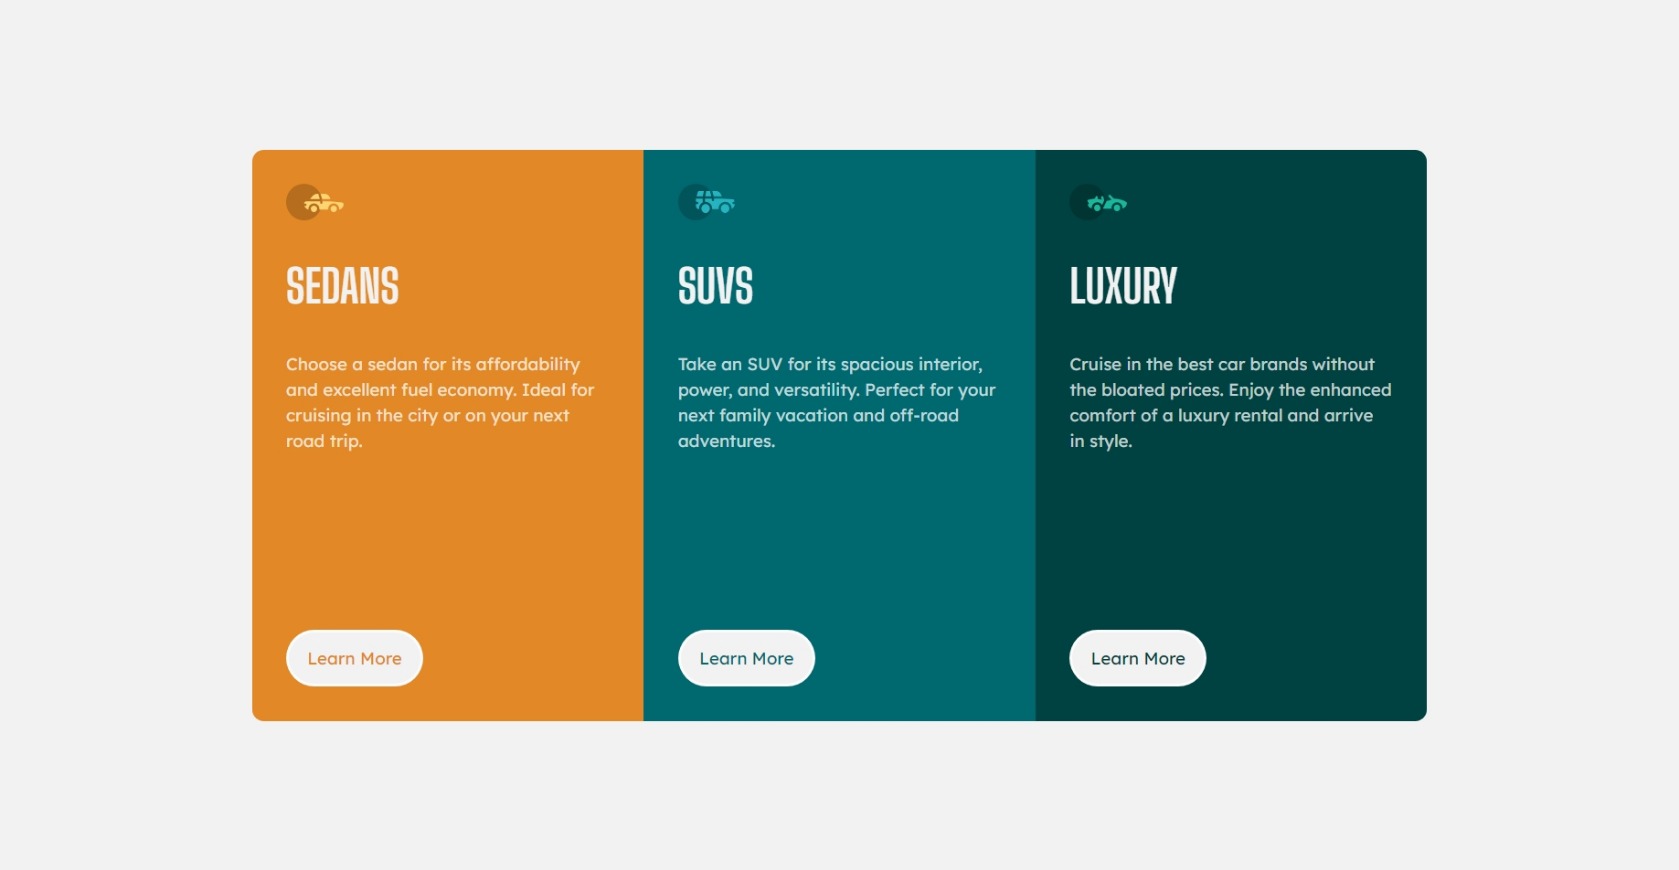 SEDANS
Choose a sedan for its affordability
and excellent fuel economy. Ideal for
cruising in the city or on your next
road trip.
Learn More
SUVS
Take an SUV for its spacious interior,
power, and versatility. Perfect for your
next family vacation and off-road
adventures.
Learn More
LUXURY
Cruise in the best car brands without
the bloated prices. Enjoy the enhanced
comfort of a luxury rental and arrive
in style.
Learn More